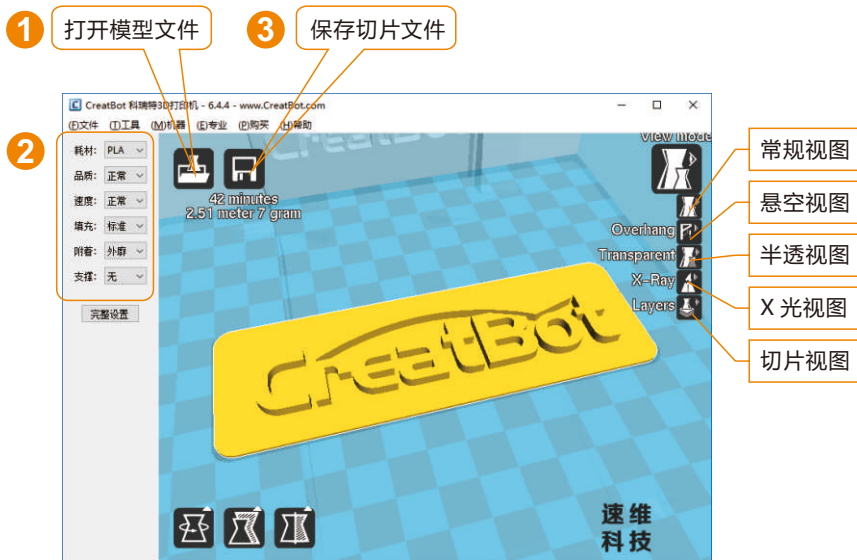 1 打开模型文件
3 保存切片文件
CreatBot 科瑞特3D打印机 - 6.4.4 - www.CreatBot.com
(F)文件 (T)工具 (M)机器 (E)专业 (P)购买 (H)帮助
2
耗材: PLA
品质: 正常
速度: 正常
填充: 标准
附着: 外廓
支撑: 无
完整设置
42 minutes
2.51 meter 7 gram
View mode
Overhang
Transparent
X-Ray
Layers
常规视图
悬空视图
半透视图
X 光视图
切片视图
CreatBot
CreatBot
速维
科技